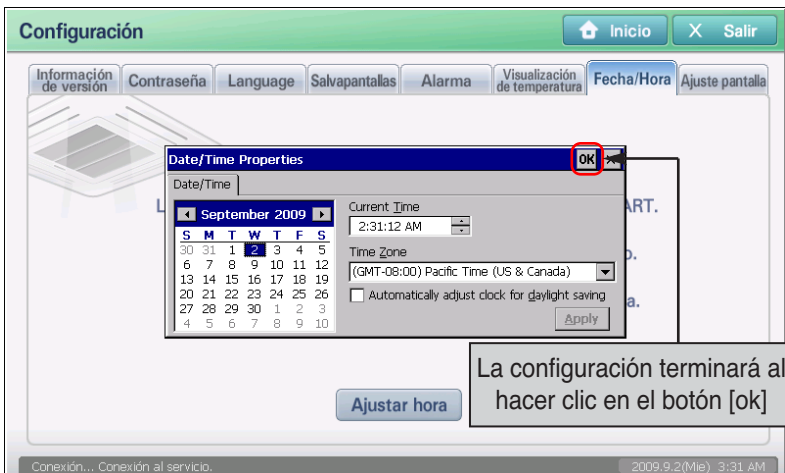 Configuración
Inicio
X Salir
Información
de versión
Contraseña
Language
Salvapantallas
Alarma
Visualización
de temperatura
Fecha/Hora
Ajuste pantalla
Date/Time Properties
OK
×
Date/Time
September 2009
S M T W T F S
30 31 1 2 3 4 5
6 7 8 9 10 11 12
13 14 15 16 17 18 19
20 21 22 23 24 25 26
27 28 29 30 1 2 3
4 5 6 7 8 9 10
Current Time
2:31:12 AM
Time Zone
(GMT-08:00) Pacific Time (US & Canada)
Automatically adjust clock for daylight saving
Apply
L
ART.
o.
a.
La configuración terminará al
hacer clic en el botón [ok]
Ajustar hora
Conexión... Conexión al servicio.
2009.9.2(Mie) 3:31 AM